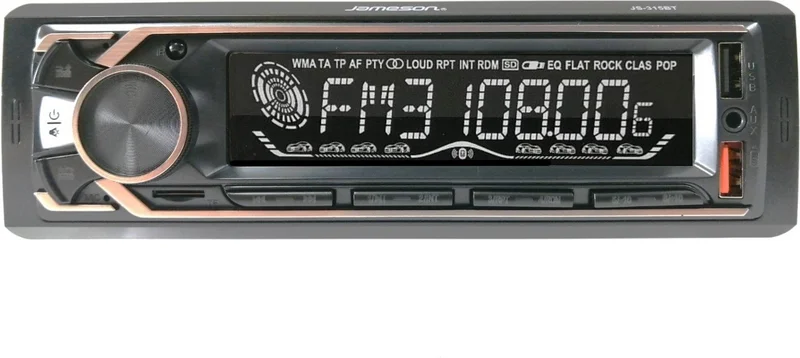 Jameson JS-315BT
WMA TA TP AF PTY LOUD RPT INT RDM SD EQ FLAT ROCK CLAS POP
FM3 108.00 6
USB
AUX